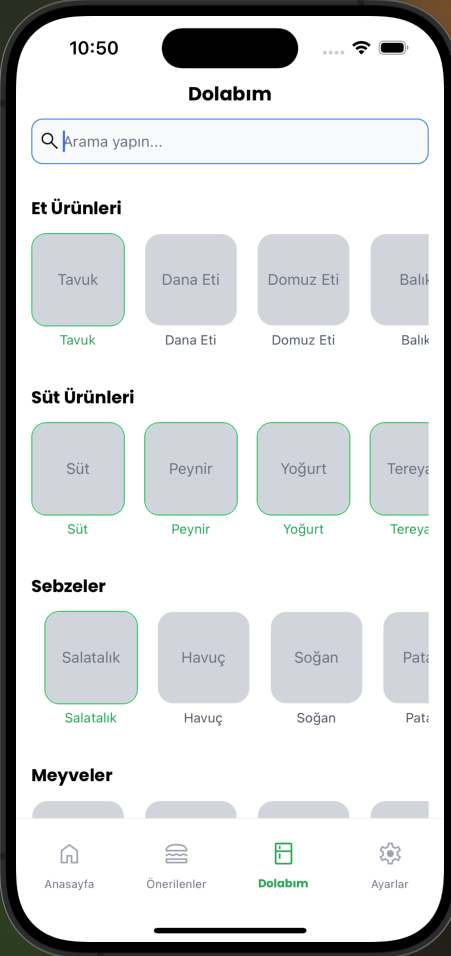 10:50
Dolabım
Arama yapın...
Et Ürünleri
Tavuk Dana Eti Domuz Eti Balık
Tavuk Dana Eti Domuz Eti Balık
Süt Ürünleri
Süt Peynir Yoğurt Tereya
Süt Peynir Yoğurt Tereya
Sebzeler
Salatalık Havuç Soğan Pata
Salatalık Havuç Soğan Pata
Meyveler
Anasayfa Önerilenler Dolabım Ayarlar